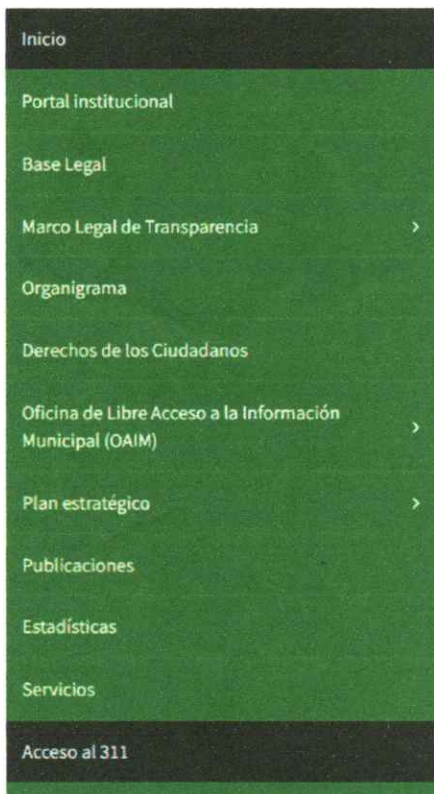 Inicio
Portal institucional
Base Legal
Marco Legal de Transparencia
Organigrama
Derechos de los Ciudadanos
Oficina de Libre Acceso a la Información
Municipal (OAIM)
Plan estratégico
Publicaciones
Estadísticas
Servicios
Acceso al 311